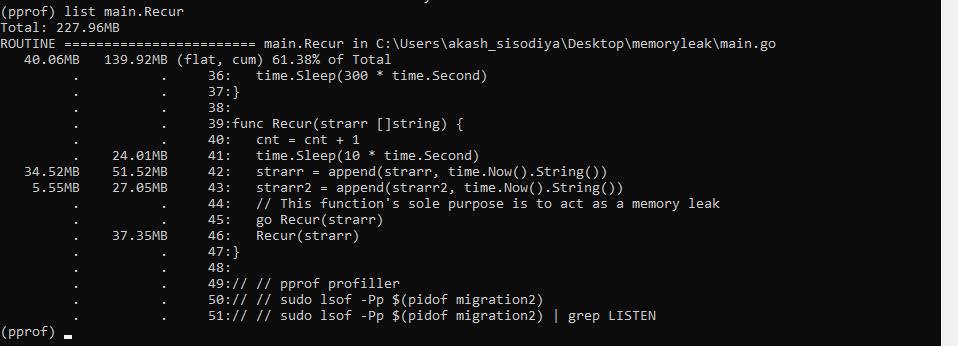 (pprof) list main.Recur
Total: 227.96MB
ROUTINE ======================== main.Recur in C:\Users\akash_sisodiya\Desktop\memoryleak\main.go
   40.06MB   139.92MB (flat, cum) 61.38% of Total
         .          .     36:   time.Sleep(300 * time.Second)
         .          .     37:}
         .          .     38:
         .          .     39:func Recur(strarr []string) {
         .          .     40:   cnt = cnt + 1
         .    24.01MB     41:   time.Sleep(10 * time.Second)
   34.52MB    51.52MB     42:   strarr = append(strarr, time.Now().String())
    5.55MB    27.05MB     43:   strarr2 = append(strarr2, time.Now().String())
         .          .     44:   // This function's sole purpose is to act as a memory leak
         .          .     45:   go Recur(strarr)
         .    37.35MB     46:   Recur(strarr)
         .          .     47:}
         .          .     48:
         .          .     49:// // pprof profiller
         .          .     50:// // sudo lsof -Pp $(pidof migration2)
         .          .     51:// // sudo lsof -Pp $(pidof migration2) | grep LISTEN
(pprof)